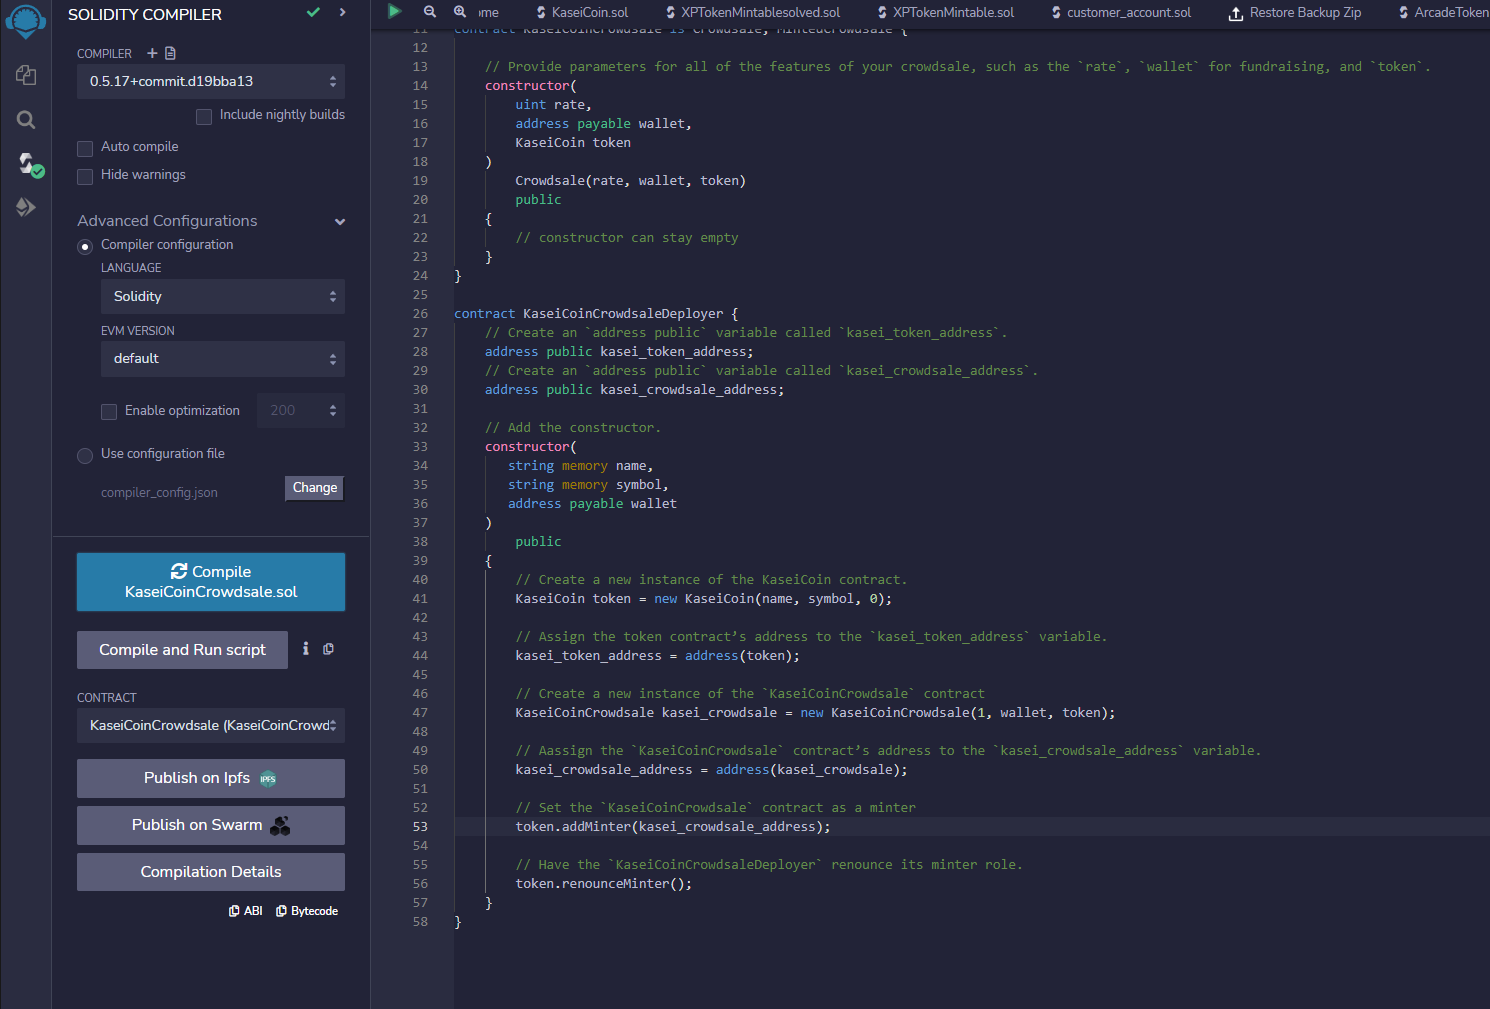 SOLIDITY COMPILER
COMPILER
0.5.17+commit.d19bba13
Include nightly builds
Auto compile
Hide warnings
Advanced Configurations
Compiler configuration
LANGUAGE
Solidity
EVM VERSION
default
Enable optimization
200
Use configuration file
compiler_config.json
Change
Compile
KaseiCoinCrowdsale.sol
Compile and Run script
i
CONTRACT
KaseiCoinCrowdsale (KaseiCoinCrowd
Publish on Ipfs
IPFS
Publish on Swarm
Compilation Details
ABI
Bytecode
ome
KaseiCoin.sol
XPTokenMintablesolved.sol
XPTokenMintable.sol
customer_account.sol
Restore Backup Zip
ArcadeToken
11 contract KaseiCoinCrowdsale is Crowdsale, MintedCrowdsale {
12
13 // Provide parameters for all of the features of your crowdsale, such as the `rate`, `wallet` for fundraising, and `token`.
14 constructor(
15 uint rate,
16 address payable wallet,
17 KaseiCoin token
18 )
19 Crowdsale(rate, wallet, token)
20 public
21 {
22 // constructor can stay empty
23 }
24 }
25
26 contract KaseiCoinCrowdsaleDeployer {
27 // Create an `address public` variable called `kasei_token_address`.
28 address public kasei_token_address;
29 // Create an `address public` variable called `kasei_crowdsale_address`.
30 address public kasei_crowdsale_address;
31
32 // Add the constructor.
33 constructor(
34 string memory name,
35 string memory symbol,
36 address payable wallet
37 )
38 public
39 {
40 // Create a new instance of the KaseiCoin contract.
41 KaseiCoin token = new KaseiCoin(name, symbol, 0);
42
43 // Assign the token contract’s address to the `kasei_token_address` variable.
44 kasei_token_address = address(token);
45
46 // Create a new instance of the `KaseiCoinCrowdsale` contract
47 KaseiCoinCrowdsale kasei_crowdsale = new KaseiCoinCrowdsale(1, wallet, token);
48
49 // Aassign the `KaseiCoinCrowdsale` contract’s address to the `kasei_crowdsale_address` variable.
50 kasei_crowdsale_address = address(kasei_crowdsale);
51
52 // Set the `KaseiCoinCrowdsale` contract as a minter
53 token.addMinter(kasei_crowdsale_address);
54
55 // Have the `KaseiCoinCrowdsaleDeployer` renounce its minter role.
56 token.renounceMinter();
57 }
58 }